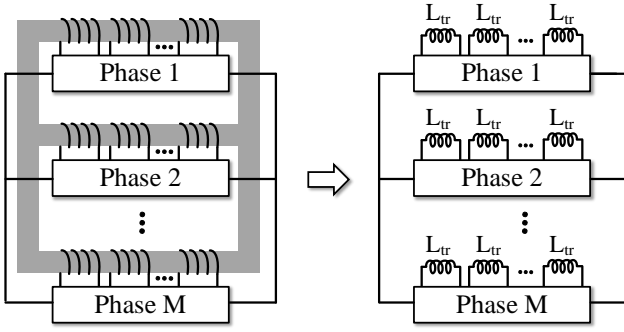 L_tr L_tr ... L_tr
Phase 1 Phase 1
L_tr L_tr ... L_tr
Phase 2 Phase 2
L_tr L_tr ... L_tr
Phase M Phase M